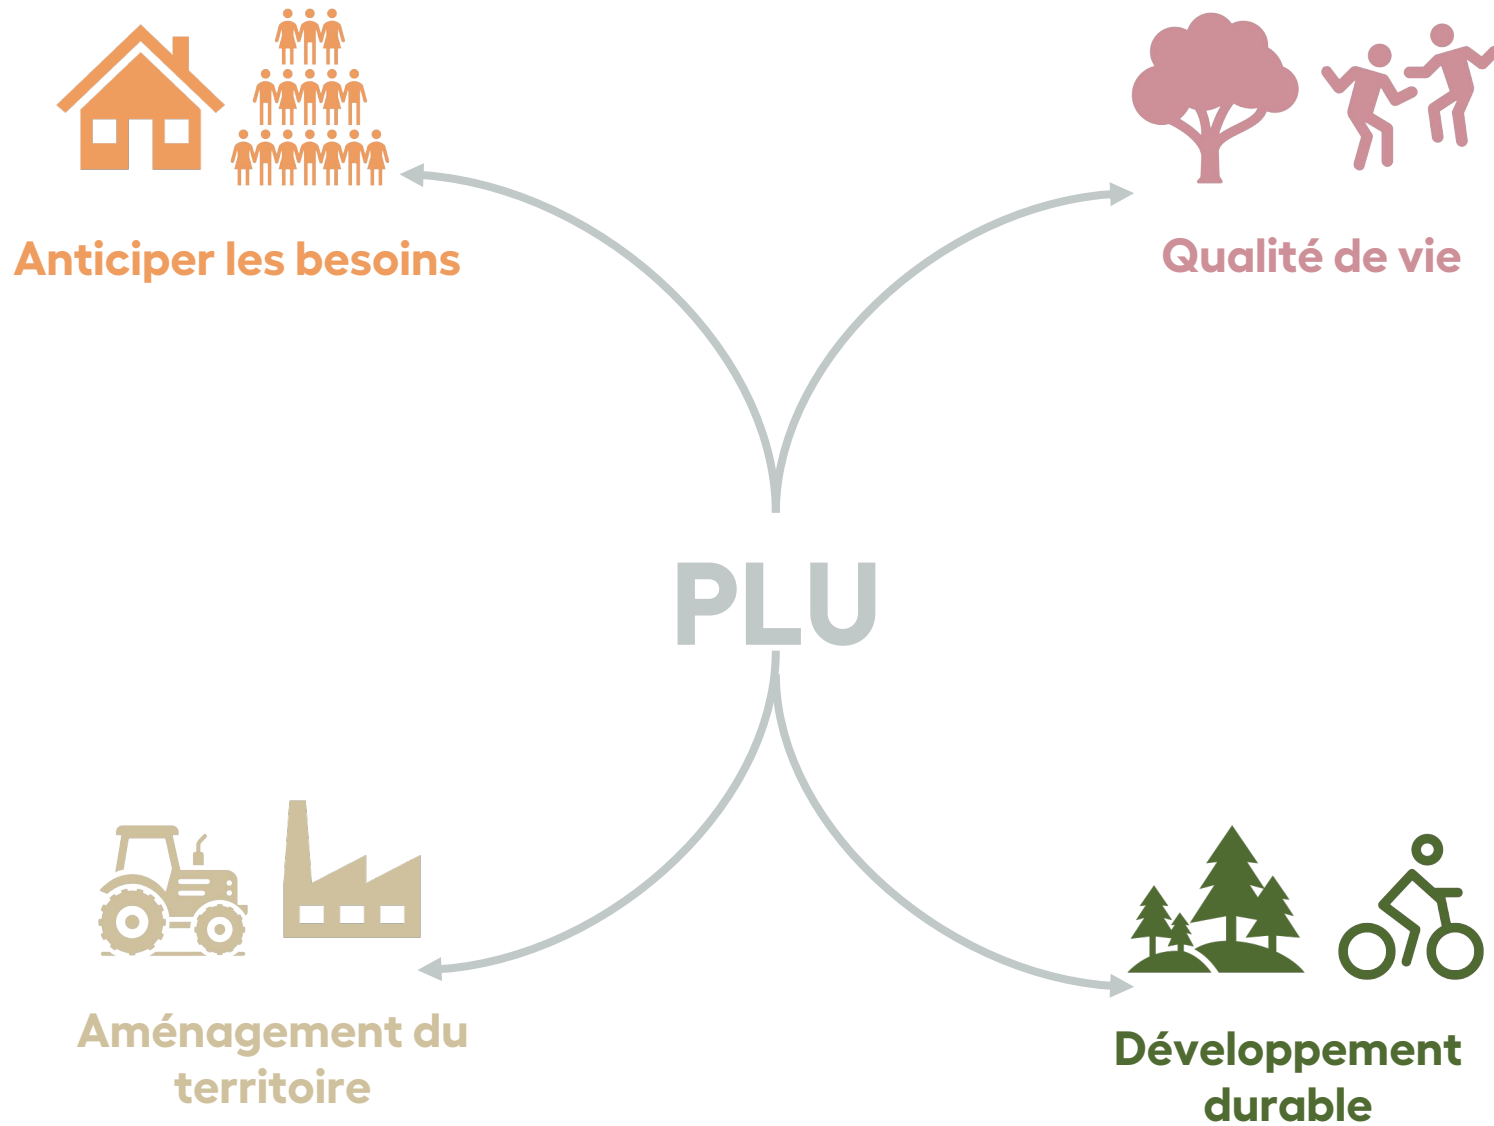 Anticiper les besoins
Qualité de vie
PLU
Aménagement du
territoire
Développement
durable